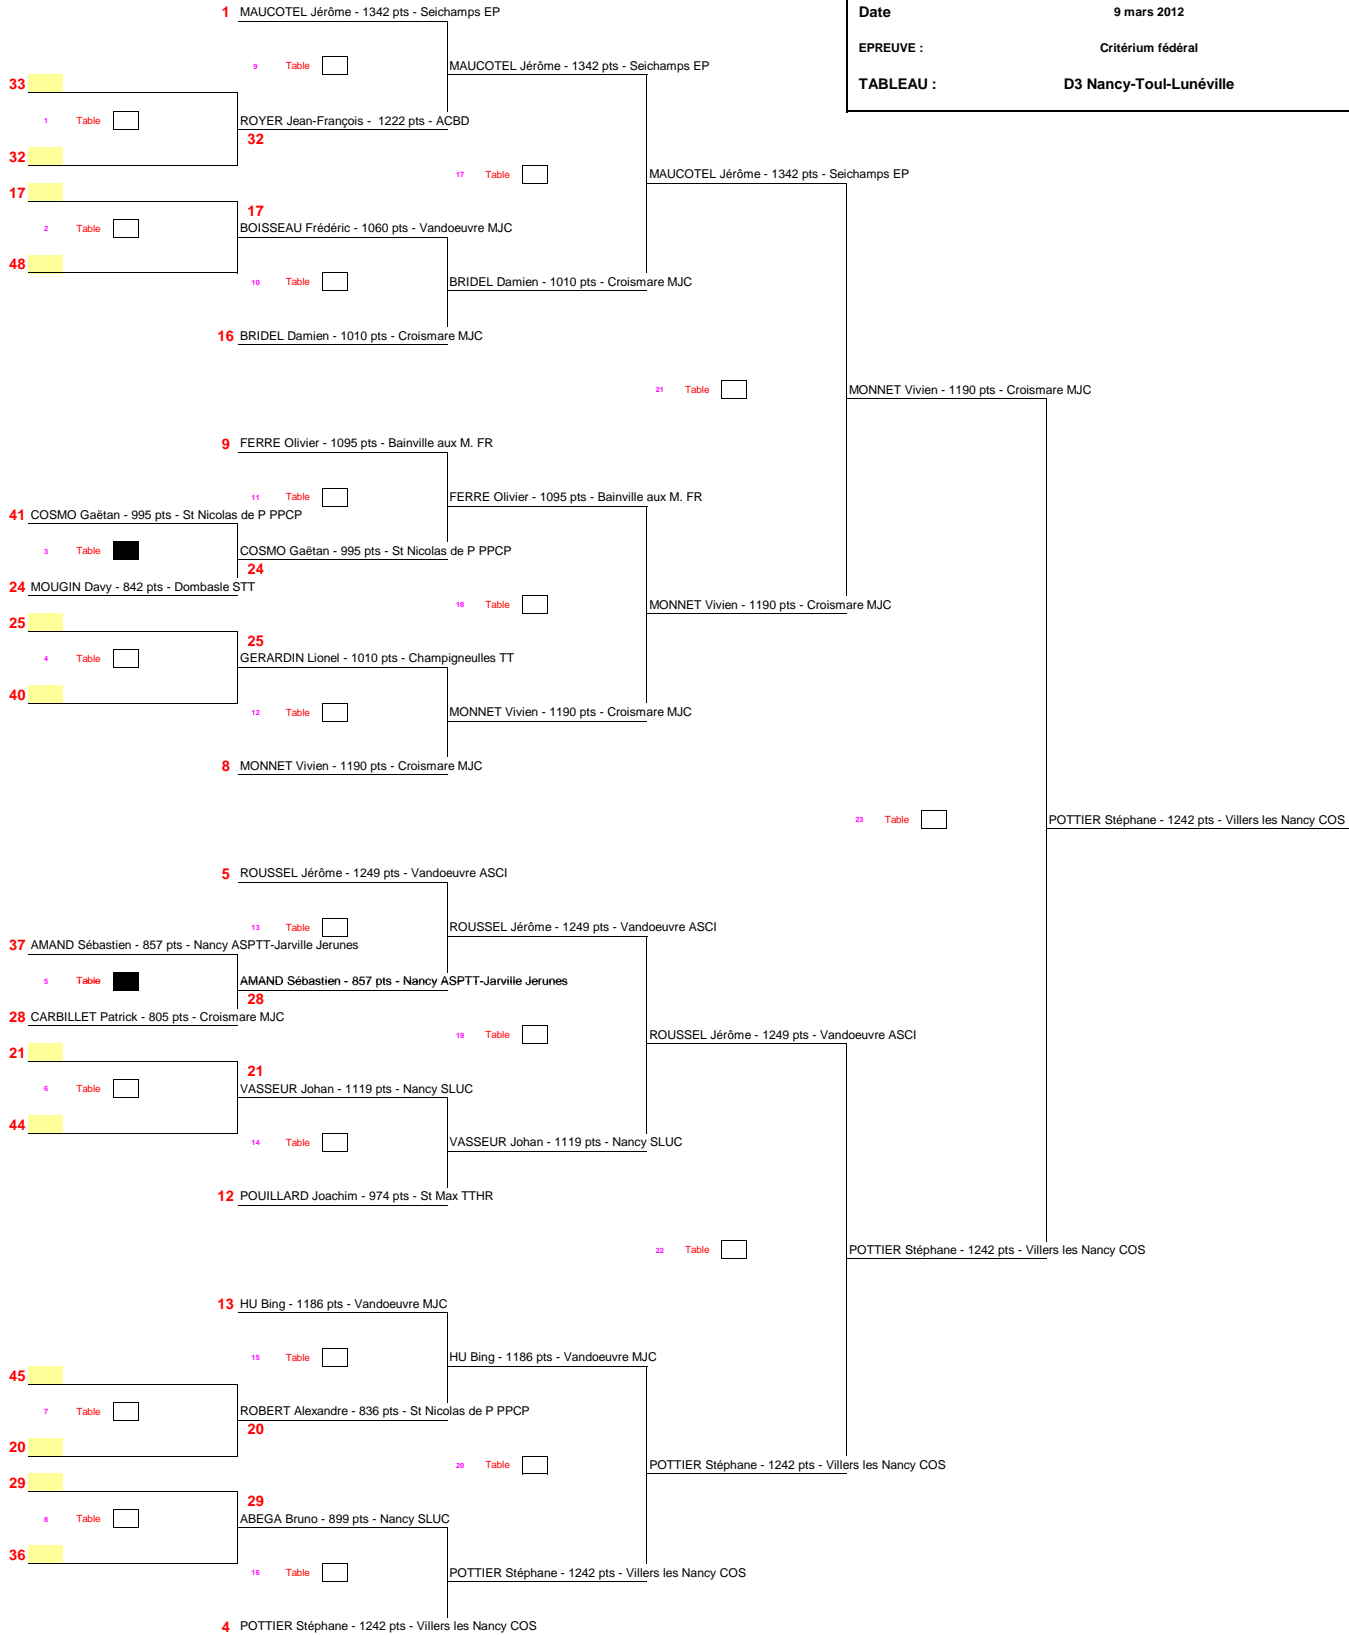 1 MAUCOTEL Jérôme - 1342 pts - Seichamps EP
Date 9 mars 2012
EPREUVE : Critérium fédéral
TABLEAU : D3 Nancy-Toul-Lunéville
9 Table
MAUCOTEL Jérôme - 1342 pts - Seichamps EP
33
1 Table
ROYER Jean-François - 1222 pts - ACBD
32
32
17 Table
MAUCOTEL Jérôme - 1342 pts - Seichamps EP
17
17
2 Table
BOISSEAU Frédéric - 1060 pts - Vandoeuvre MJC
48
10 Table
BRIDEL Damien - 1010 pts - Croismare MJC
16 BRIDEL Damien - 1010 pts - Croismare MJC
21 Table
MONNET Vivien - 1190 pts - Croismare MJC
9 FERRE Olivier - 1095 pts - Bainville aux M. FR
11 Table
FERRE Olivier - 1095 pts - Bainville aux M. FR
41 COSMO Gaëtan - 995 pts - St Nicolas de P PPCP
3 Table
COSMO Gaëtan - 995 pts - St Nicolas de P PPCP
24
24 MOUGIN Davy - 842 pts - Dombasle STT
18 Table
MONNET Vivien - 1190 pts - Croismare MJC
25
25
4 Table
GERARDIN Lionel - 1010 pts - Champigneulles TT
40
12 Table
MONNET Vivien - 1190 pts - Croismare MJC
8 MONNET Vivien - 1190 pts - Croismare MJC
23 Table
POTTIER Stéphane - 1242 pts - Villers les Nancy COS
5 ROUSSEL Jérôme - 1249 pts - Vandoeuvre ASCI
13 Table
ROUSSEL Jérôme - 1249 pts - Vandoeuvre ASCI
37 AMAND Sébastien - 857 pts - Nancy ASPTT-Jarville Jerunes
5 Table
AMAND Sébastien - 857 pts - Nancy ASPTT-Jarville Jerunes
28
28 CARBILLET Patrick - 805 pts - Croismare MJC
19 Table
ROUSSEL Jérôme - 1249 pts - Vandoeuvre ASCI
21
21
6 Table
VASSEUR Johan - 1119 pts - Nancy SLUC
44
14 Table
VASSEUR Johan - 1119 pts - Nancy SLUC
12 POUILLARD Joachim - 974 pts - St Max TTHR
22 Table
POTTIER Stéphane - 1242 pts - Villers les Nancy COS
13 HU Bing - 1186 pts - Vandoeuvre MJC
15 Table
HU Bing - 1186 pts - Vandoeuvre MJC
45
7 Table
ROBERT Alexandre - 836 pts - St Nicolas de P PPCP
20
20
20 Table
POTTIER Stéphane - 1242 pts - Villers les Nancy COS
29
29
8 Table
ABEGA Bruno - 899 pts - Nancy SLUC
36
16 Table
POTTIER Stéphane - 1242 pts - Villers les Nancy COS
4 POTTIER Stéphane - 1242 pts - Villers les Nancy COS